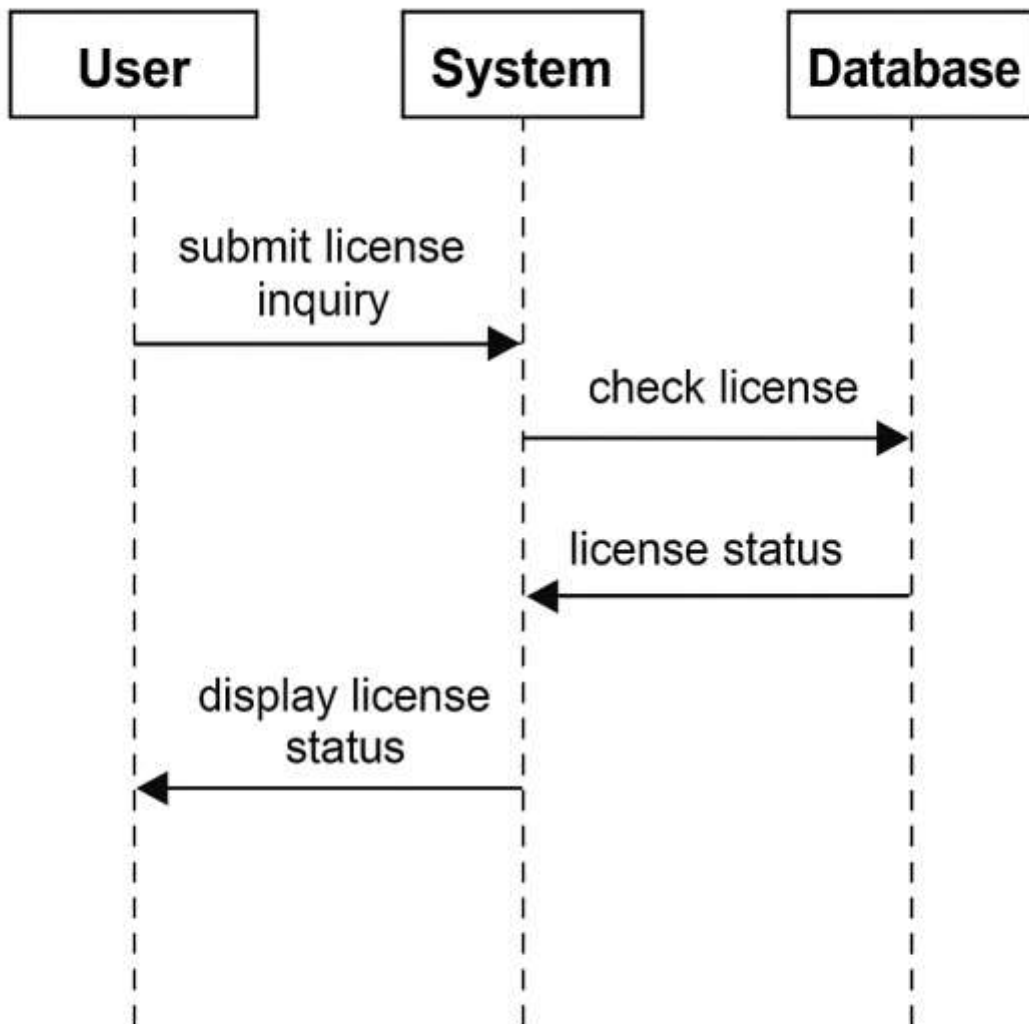 User
System
Database
submit license
inquiry
check license
license status
display license
status